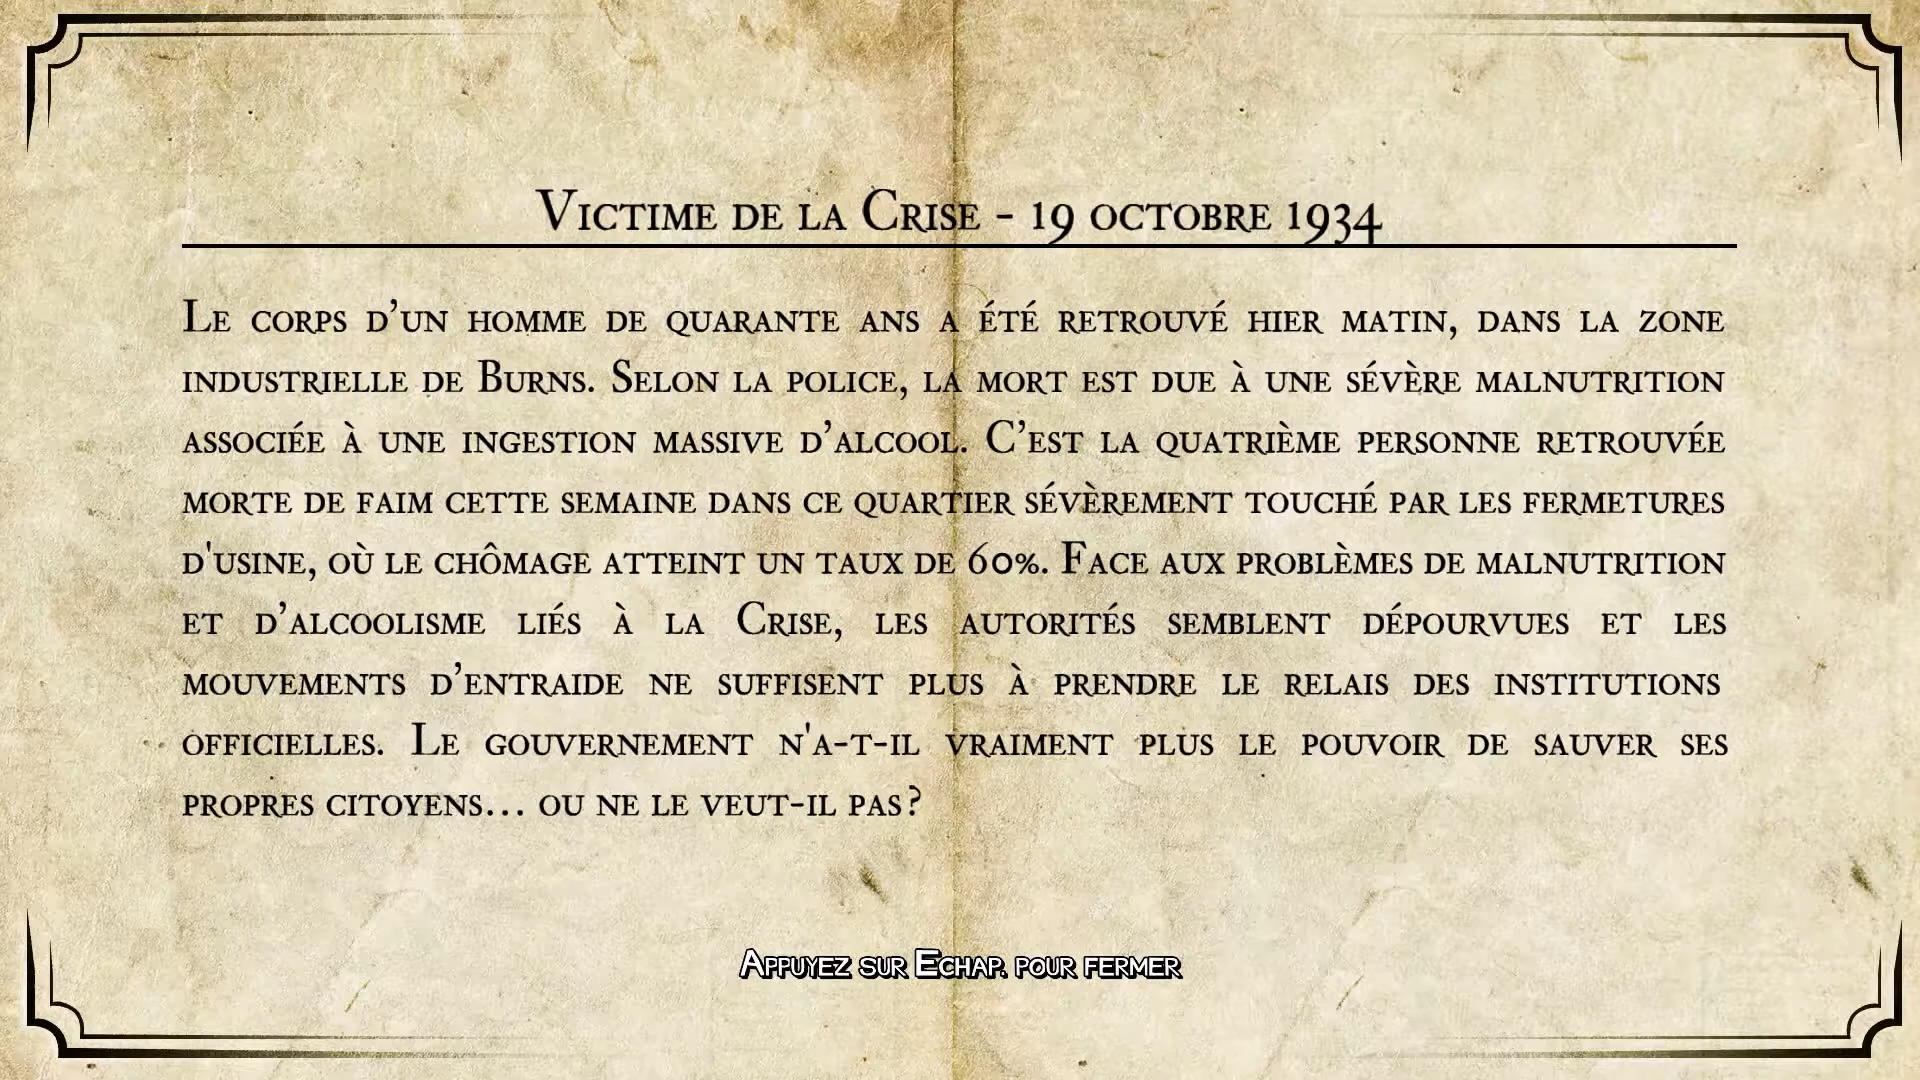 Victime de la Crise - 19 octobre 1934
Le corps d’un homme de quarante ans a été retrouvé hier matin, dans la zone
industrielle de Burns. Selon la police, la mort est due à une sévère malnutrition
associée à une ingestion massive d’alcool. C’est la quatrième personne retrouvée
morte de faim cette semaine dans ce quartier sévèrement touché par les fermetures
d'usine, où le chômage atteint un taux de 60%. Face aux problèmes de malnutrition
et d’alcoolisme liés à la Crise, les autorités semblent dépourvues et les
mouvements d’entraide ne suffisent plus à prendre le relais des institutions
officielles. Le gouvernement n'a-t-il vraiment plus le pouvoir de sauver ses
propres citoyens... ou ne le veut-il pas?
Appuyez sur Echap. pour fermer